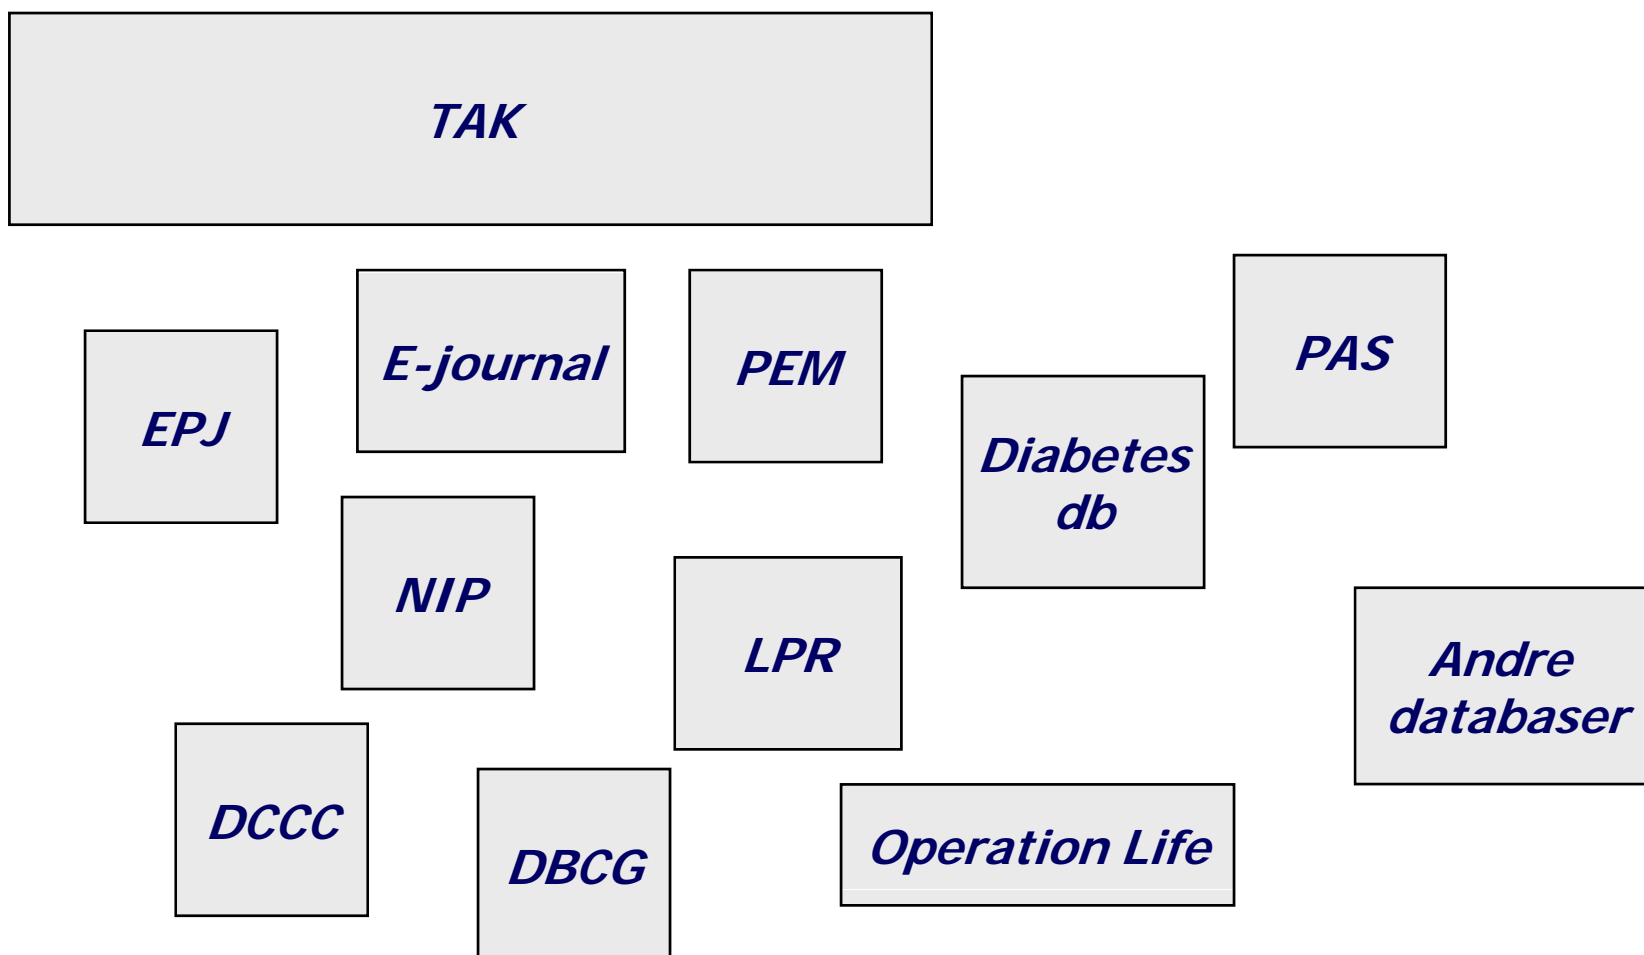 TAK
E-journal
PEM
PAS
EPJ
Diabetes
db
NIP
LPR
Andre
databaser
DCCC
DBCG
Operation Life